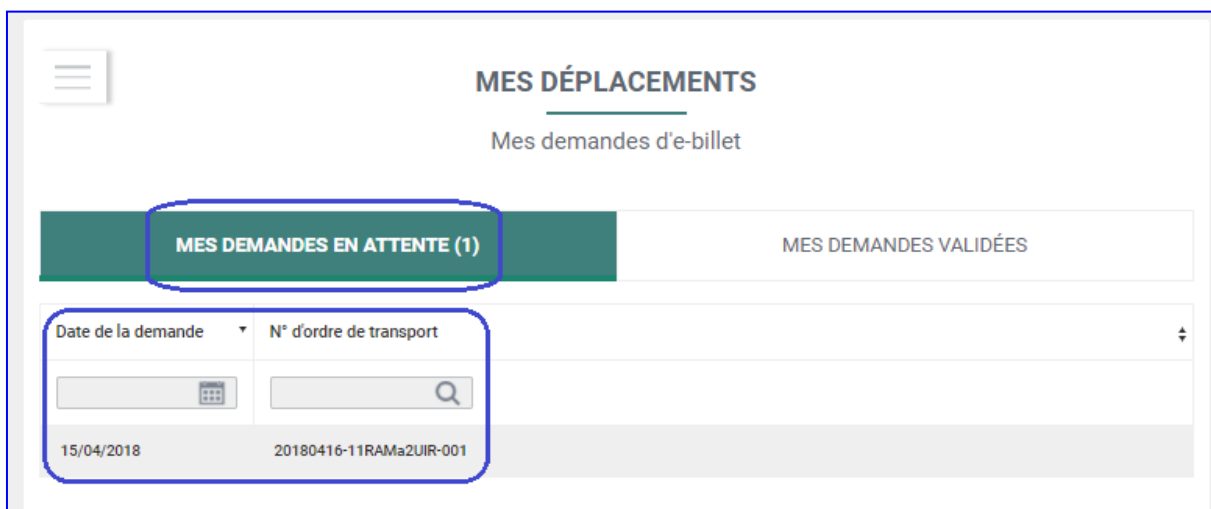 MES DÉPLACEMENTS
Mes demandes d'e-billet
MES DEMANDES EN ATTENTE (1)
MES DEMANDES VALIDÉES
Date de la demande
N° d'ordre de transport
15/04/2018
20180416-11RAMa2UIR-001